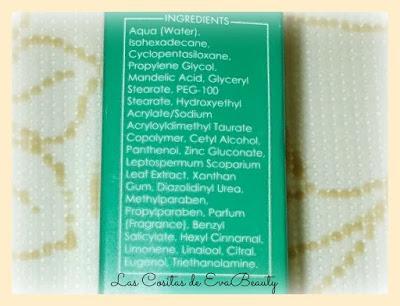 INGREDIENTS
Aqua (Water),
Isohexadecane,
Cyclopentasiloxane,
Propylene Glycol,
Mandelic Acid, Glyceryl
Stearate, PEG-100
Stearate, Hydroxyethyl
Acrylate/Sodium
Acryloyldimethyl Taurate
Copolymer, Cetyl Alcohol,
Panthenol, Zinc Gluconate,
Leptospermum Scoparium
Leaf Extract, Xanthan
Gum, Diazolidinyl Urea,
Methylparaben,
Propylparaben, Parfum
(Fragrance), Benzyl
Salicylate, Hexyl Cinnamal,
Limonene, Linalool, Citral,
Eugenol, Triethanolamine.
Las Cositas de EvaBeauty